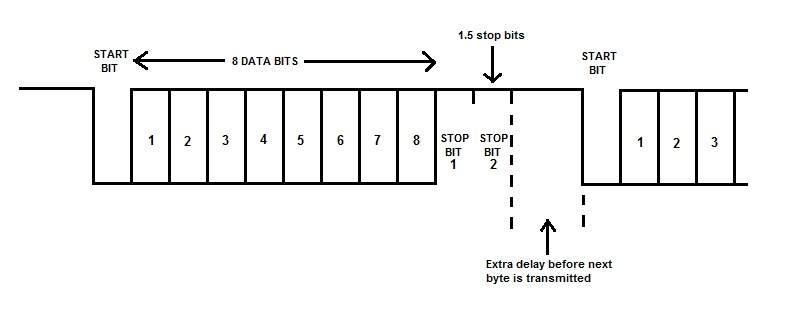 1.5 stop bits
START
BIT
8 DATA BITS
START
BIT
1 2 3 4 5 6 7 8
STOP
BIT
1
STOP
BIT
2
1 2 3
Extra delay before next
byte is transmitted